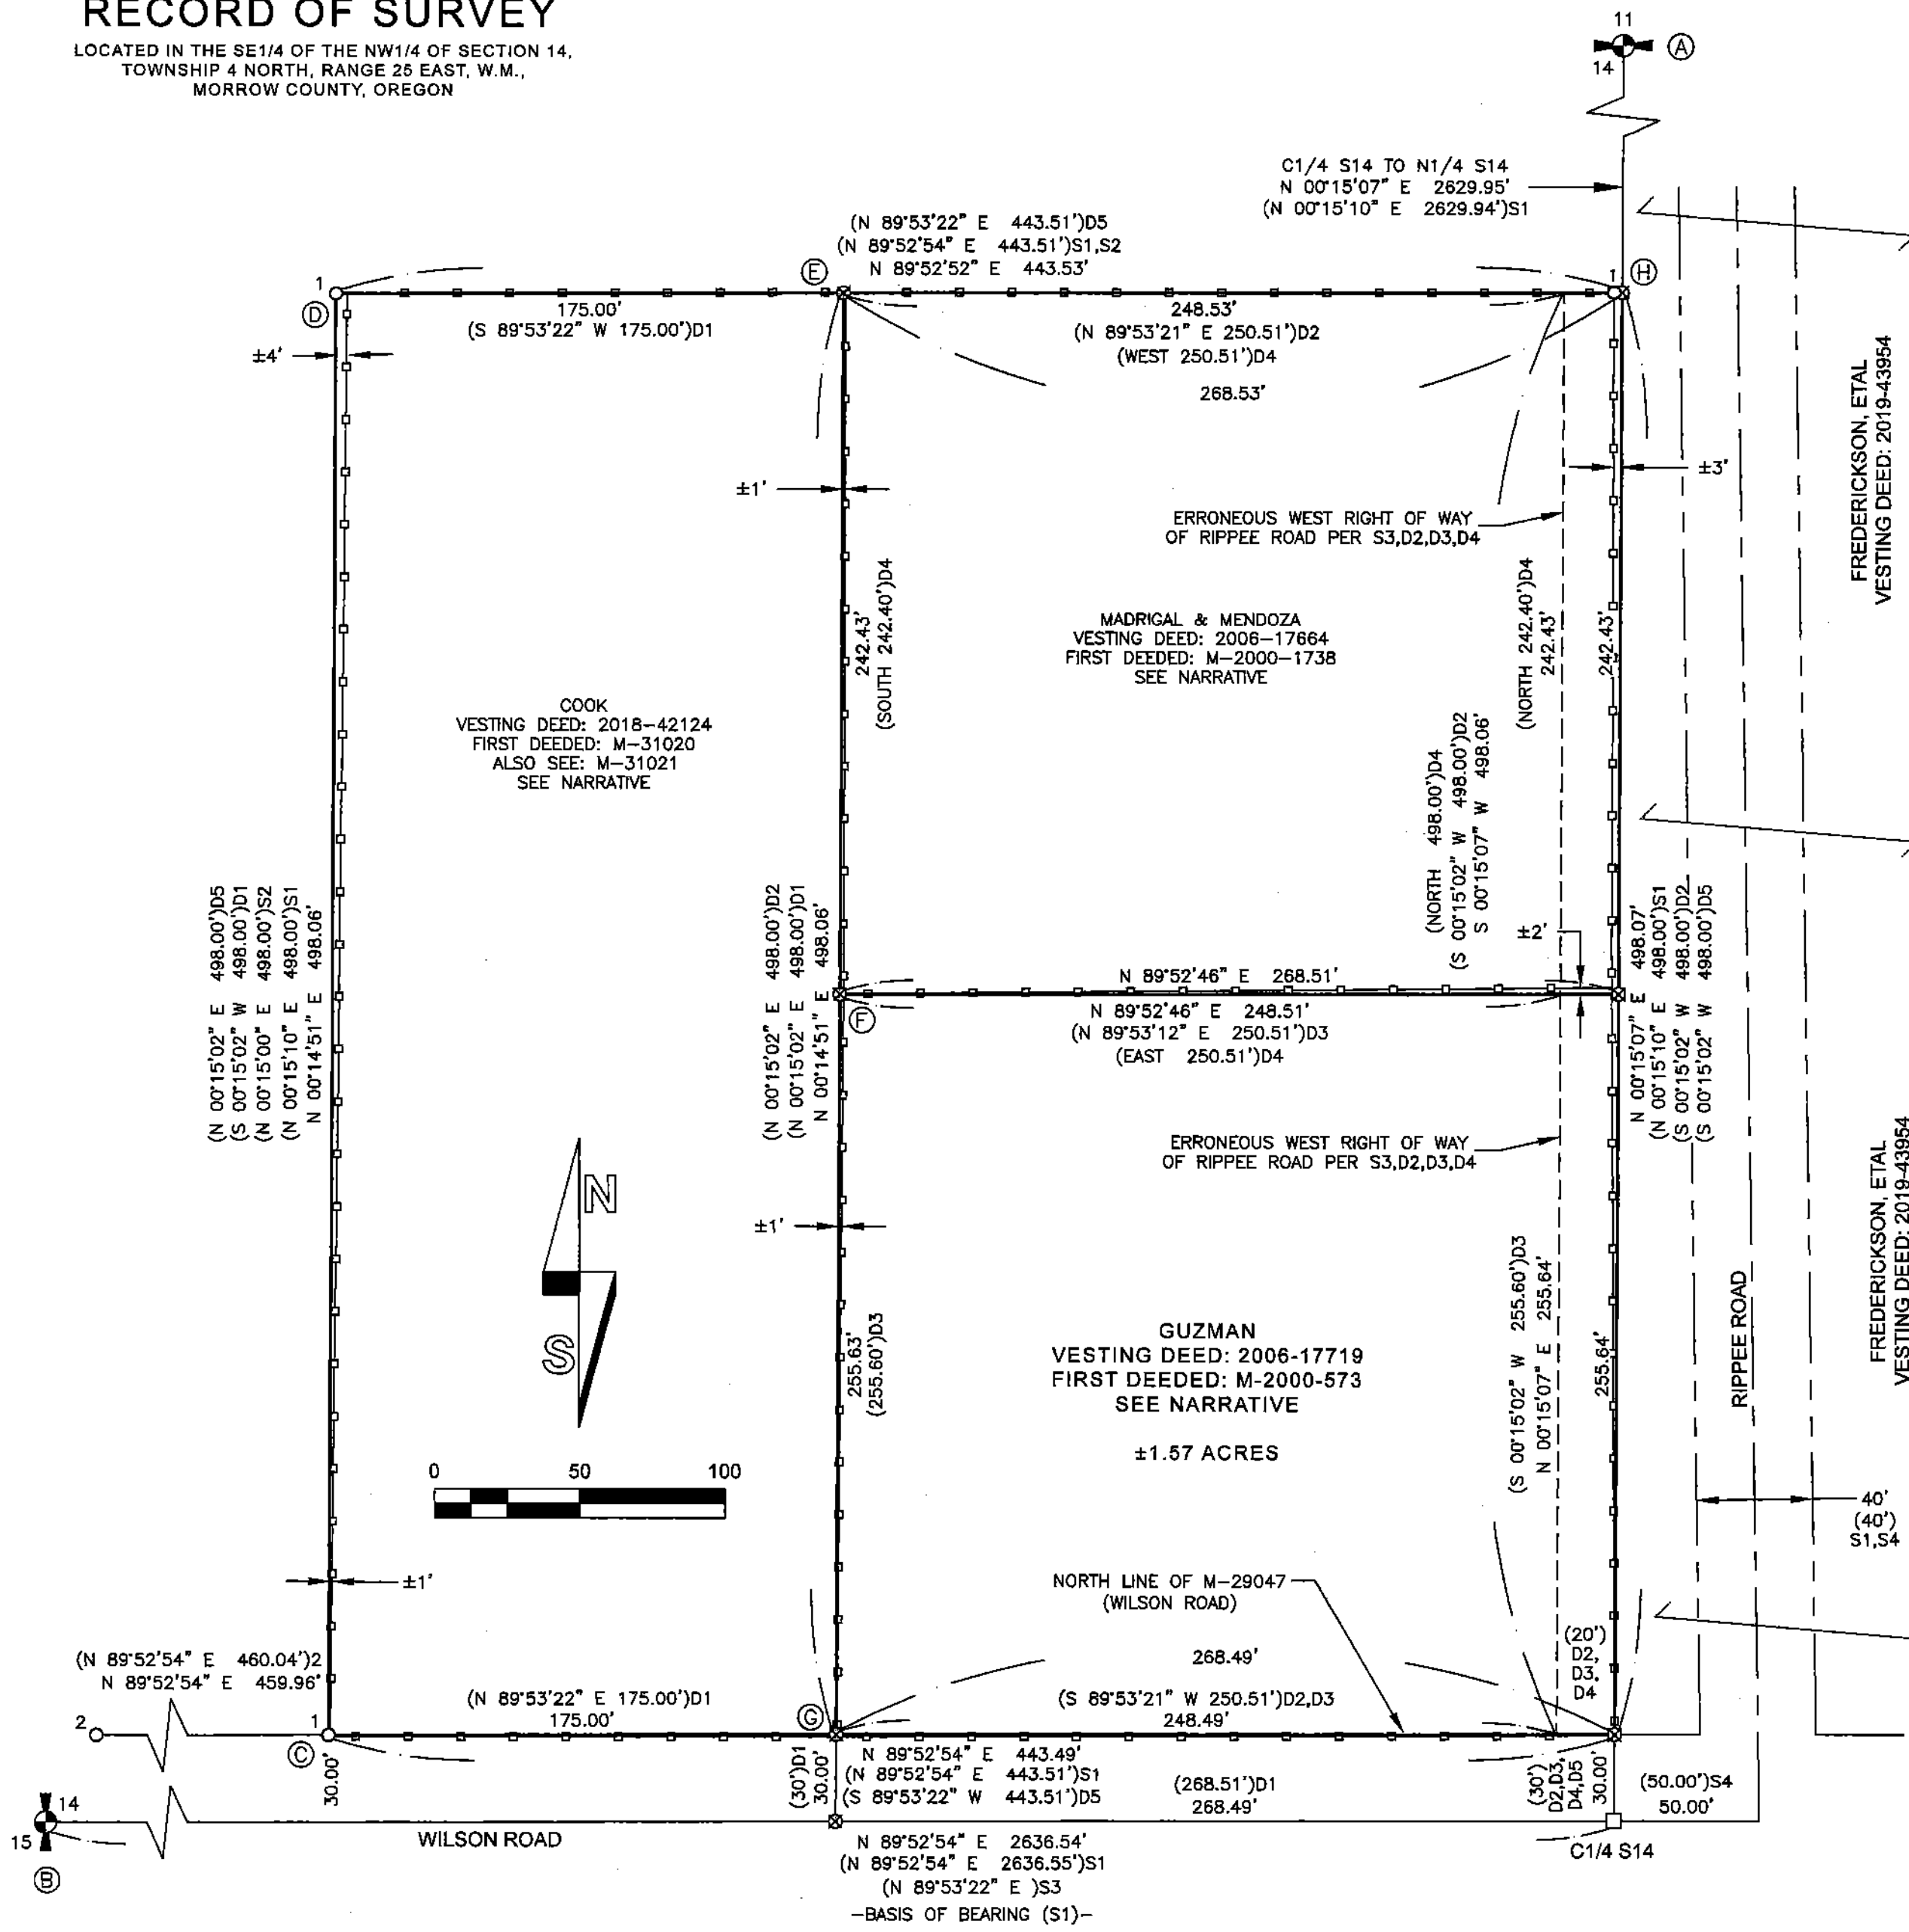 RECORD OF SURVEY
LOCATED IN THE SE1/4 OF THE NW1/4 OF SECTION 14,
TOWNSHIP 4 NORTH, RANGE 25 EAST, W.M.,
MORROW COUNTY, OREGON
11
A
14
C1/4 S14 TO N1/4 S14
N 00°15'07" E 2629.95'
(N 00°15'10" E 2629.94')S1
(N 89°53'22" E 443.51')D5
(N 89°52'54" E 443.51')S1,S2
N 89°52'52" E 443.53'
1
D
E
1
H
175.00'
(S 89°53'22" W 175.00')D1
248.53'
(N 89°53'21" E 250.51')D2
(WEST 250.51')D4
268.53'
±4'
±1'
±3'
ERRONEOUS WEST RIGHT OF WAY
OF RIPPEE ROAD PER S3,D2,D3,D4
FREDERICKSON, ETAL
VESTING DEED: 2019-43954
242.43'
(SOUTH 242.40')D4
MADRIGAL & MENDOZA
VESTING DEED: 2006-17664
FIRST DEEDED: M-2000-1738
SEE NARRATIVE
(NORTH 242.40')D4
242.43'
242.43'
COOK
VESTING DEED: 2018-42124
FIRST DEEDED: M-31020
ALSO SEE: M-31021
SEE NARRATIVE
(NORTH 498.00')D4
(S 00°15'02" W 498.00')D2
S 00°15'07" W 498.06'
±2'
(N 00°15'02" E 498.00')D5
(S 00°15'02" W 498.00')D1
(N 00°15'00" E 498.00')S2
(N 00°15'10" E 498.00')S1
N 00°14'51" E 498.06'
(N 00°15'02" E 498.00')D2
(N 00°15'02" E 498.00')D1
N 00°14'51" E 498.06'
N 00°15'07" E 498.07'
(N 00°15'10" E 498.00')S1
(S 00°15'02" W 498.00')D2
(S 00°15'02" W 498.00')D5
N 89°52'46" E 268.51'
F
N 89°52'46" E 248.51'
(N 89°53'12" E 250.51')D3
(EAST 250.51')D4
ERRONEOUS WEST RIGHT OF WAY
OF RIPPEE ROAD PER S3,D2,D3,D4
N
S
±1'
255.63'
(255.60')D3
GUZMAN
VESTING DEED: 2006-17719
FIRST DEEDED: M-2000-573
SEE NARRATIVE
±1.57 ACRES
(S 00°15'02" W 255.60')D3
N 00°15'07" E 255.64'
255.64'
RIPPEE ROAD
FREDERICKSON, ETAL
VESTING DEED: 2019-43954
0 50 100
40'
(40')
S1,S4
±1'
NORTH LINE OF M-29047
(WILSON ROAD)
(20')
D2,
D3,
D4
268.49'
(N 89°52'54" E 460.04')2
N 89°52'54" E 459.96'
(N 89°53'22" E 175.00')D1
175.00'
(S 89°53'21" W 250.51')D2,D3
248.49'
2
1
C
G
30.00'
(30')D1
30.00'
N 89°52'54" E 443.49'
(N 89°52'54" E 443.51')S1
(S 89°53'22" W 443.51')D5
(268.51')D1
268.49'
(30')
D2,D3,
D4,D5
30.00'
(50.00')S4
50.00'
14
15
B
WILSON ROAD
C1/4 S14
N 89°52'54" E 2636.54'
(N 89°52'54" E 2636.55')S1
(N 89°53'22" E )S3
-BASIS OF BEARING (S1)-